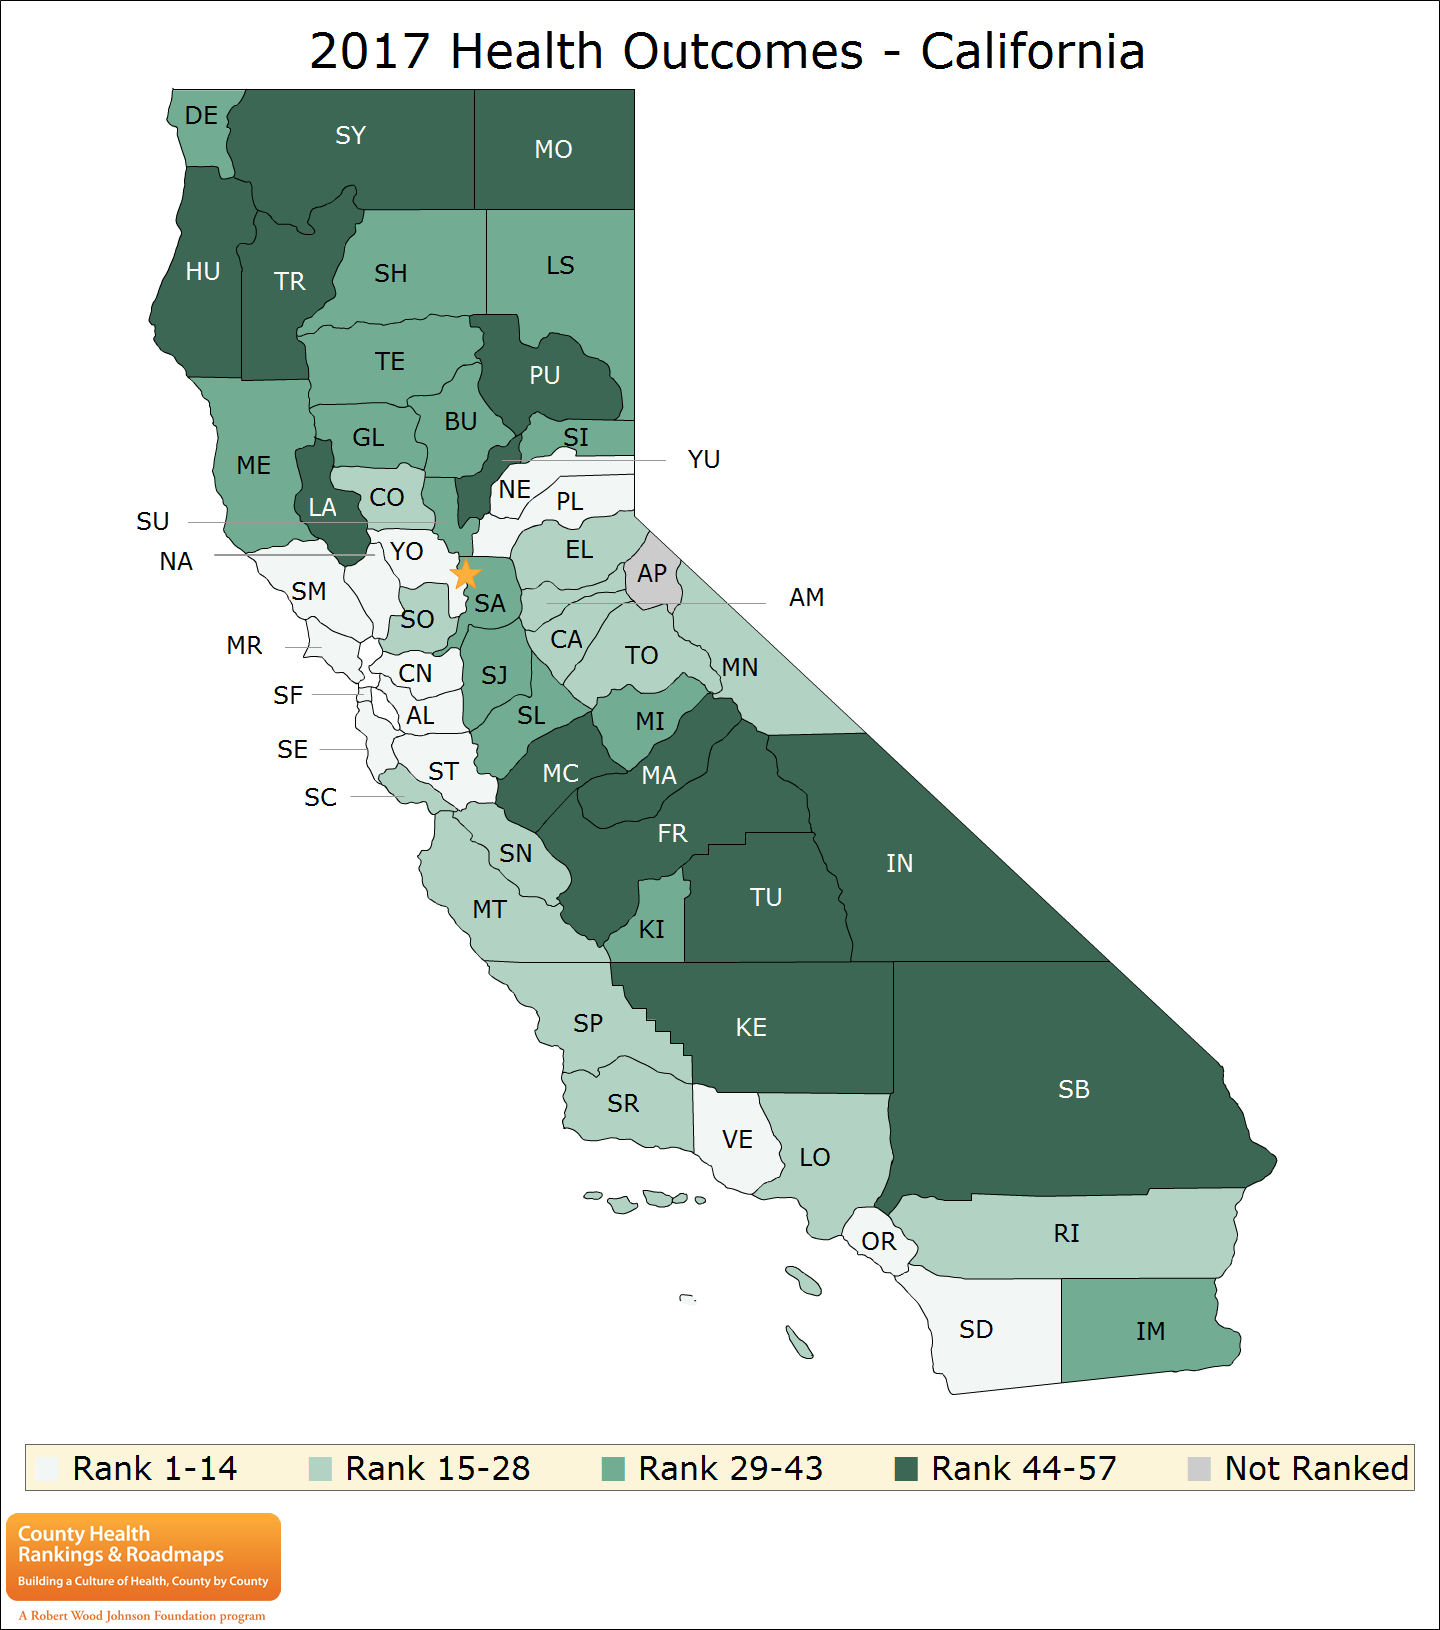 2017 Health Outcomes - California
DE
SY
MO
HU
TR
SH
LS
TE
PU
BU
GL
SI
ME
YU
NE
CO
PL
LA
SU
EL
YO
NA
AP
SM
AM
SA
SO
CA
MR
TO
MN
CN
SJ
SF
AL
SL
MI
SE
ST
MC
MA
SC
FR
SN
IN
TU
MT
KI
SP
KE
SB
SR
VE
LO
RI
OR
SD
IM
Rank 1-14 Rank 15-28 Rank 29-43 Rank 44-57 Not Ranked
County Health
Rankings & Roadmaps
Building a Culture of Health, County by County
A Robert Wood Johnson Foundation program